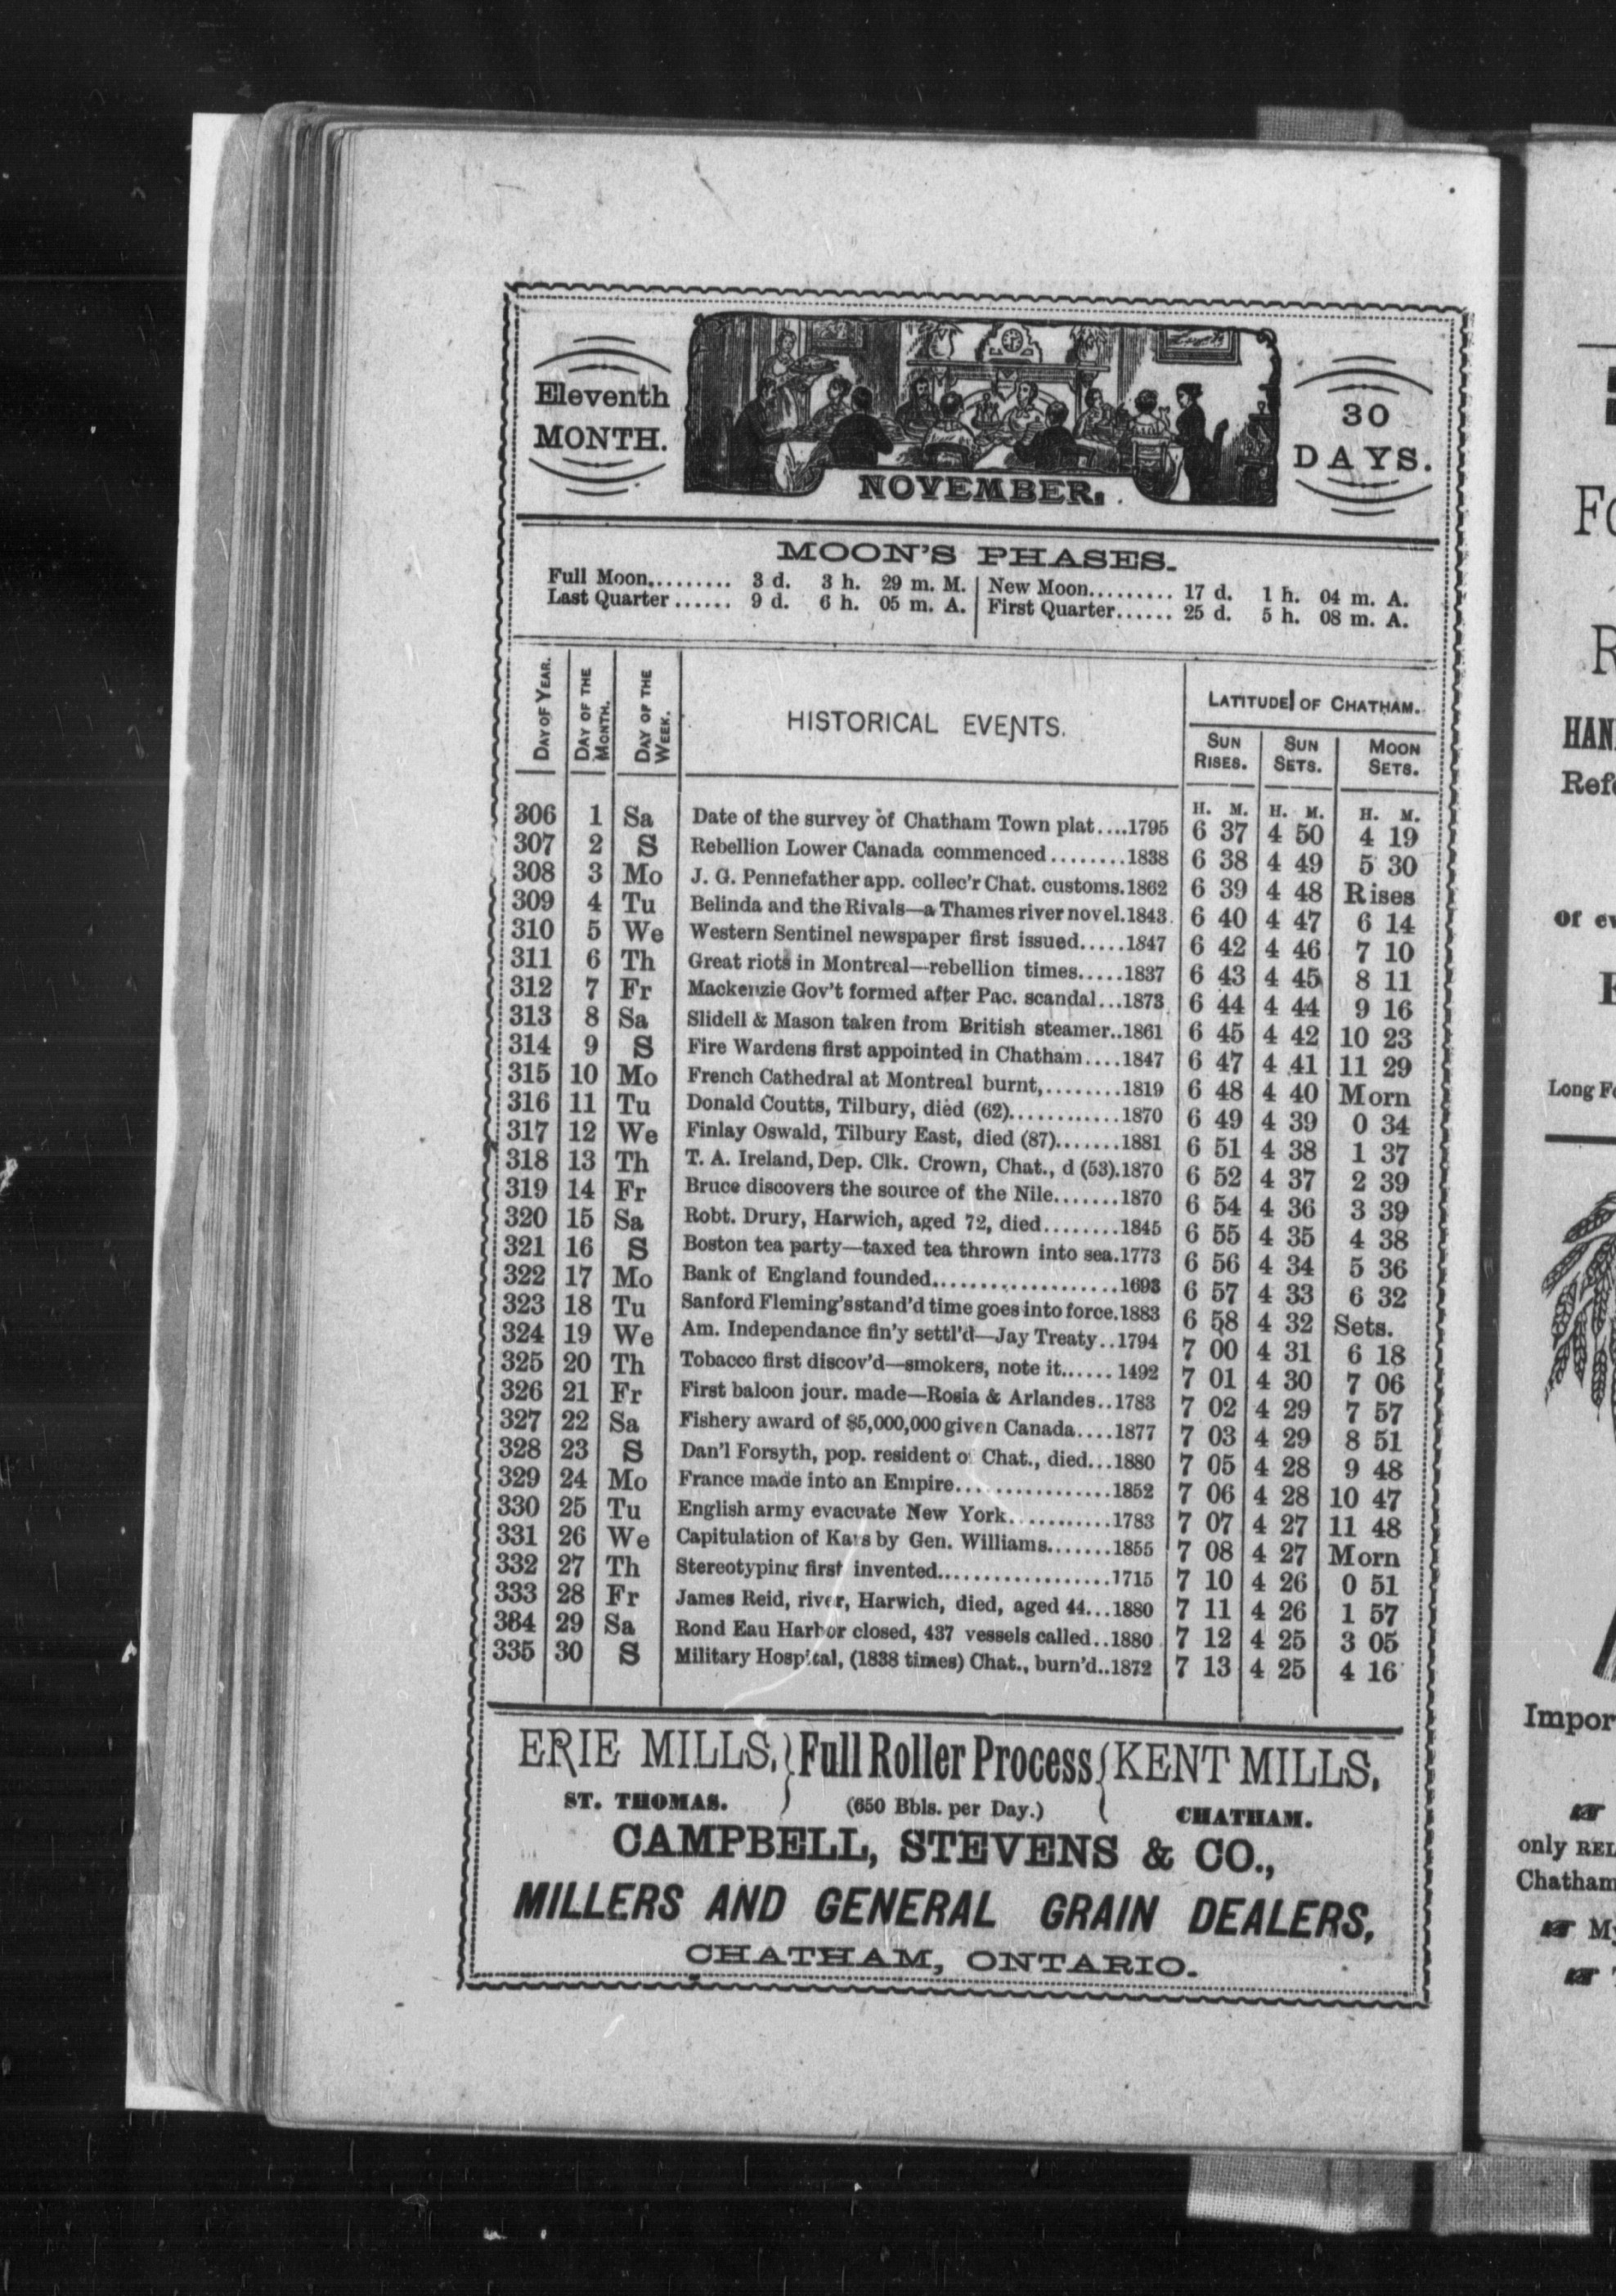 Eleventh
MONTH.
NOVEMBER.
30
DAYS.
MOON'S PHASES.
Full Moon......... 3 d. 3 h. 29 m. M.
Last Quarter ...... 9 d. 6 h. 05 m. A.
New Moon......... 17 d. 1 h. 04 m. A.
First Quarter...... 25 d. 5 h. 08 m. A.
DAY OF YEAR.
DAY OF THE MONTH.
DAY OF THE WEEK.
HISTORICAL EVENTS.
LATITUDE OF CHATHAM.
SUN RISES.
SUN SETS.
MOON SETS.
H. M. H. M. H. M.
306 1 Sa Date of the survey of Chatham Town plat....1795 6 37 4 50 4 19
307 2 S Rebellion Lower Canada commenced........1838 6 38 4 49 5 30
308 3 Mo J. G. Pennefather app. collec'r Chat. customs.1862 6 39 4 48 Rises
309 4 Tu Belinda and the Rivals—a Thames river novel.1843 6 40 4 47 6 14
310 5 We Western Sentinel newspaper first issued.....1847 6 42 4 46 7 10
311 6 Th Great riots in Montreal—rebellion times.....1837 6 43 4 45 8 11
312 7 Fr Mackenzie Gov't formed after Pac. scandal...1873 6 44 4 44 9 16
313 8 Sa Slidell & Mason taken from British steamer..1861 6 45 4 42 10 23
314 9 S Fire Wardens first appointed in Chatham....1847 6 47 4 41 11 29
315 10 Mo French Cathedral at Montreal burnt,........1819 6 48 4 40 Morn
316 11 Tu Donald Coutts, Tilbury, died (62)............1870 6 49 4 39 0 34
317 12 We Finlay Oswald, Tilbury East, died (87).......1881 6 51 4 38 1 37
318 13 Th T. A. Ireland, Dep. Clk. Crown, Chat., d (53).1870 6 52 4 37 2 39
319 14 Fr Bruce discovers the source of the Nile.......1870 6 54 4 36 3 39
320 15 Sa Robt. Drury, Harwich, aged 72, died........1845 6 55 4 35 4 38
321 16 S Boston tea party—taxed tea thrown into sea.1773 6 56 4 34 5 36
322 17 Mo Bank of England founded...................1693 6 57 4 33 6 32
323 18 Tu Sanford Fleming's stand'd time goes into force.1883 6 58 4 32 Sets.
324 19 We Am. Independance fin'y settl'd—Jay Treaty..1794 7 00 4 31 6 18
325 20 Th Tobacco first discov'd—smokers, note it......1492 7 01 4 30 7 06
326 21 Fr First baloon jour. made—Rosia & Arlandes..1783 7 02 4 29 7 57
327 22 Sa Fishery award of $5,000,000 given Canada....1877 7 03 4 29 8 51
328 23 S Dan'l Forsyth, pop. resident o Chat., died...1880 7 05 4 28 9 48
329 24 Mo France made into an Empire................1852 7 06 4 28 10 47
330 25 Tu English army evacuate New York...........1783 7 07 4 27 11 48
331 26 We Capitulation of Kars by Gen. Williams.......1855 7 08 4 27 Morn
332 27 Th Stereotyping first invented...................1715 7 10 4 26 0 51
333 28 Fr James Reid, river, Harwich, died, aged 44...1880 7 11 4 26 1 57
364 29 Sa Rond Eau Harbor closed, 437 vessels called..1880 7 12 4 25 3 05
335 30 S Military Hospital, (1838 times) Chat., burn'd..1872 7 13 4 25 4 16
ERIE MILLS, Full Roller Process KENT MILLS,
ST. THOMAS. (650 Bbls. per Day.) CHATHAM.
CAMPBELL, STEVENS & CO.,
MILLERS AND GENERAL GRAIN DEALERS,
CHATHAM, ONTARIO.
of
Long
only
Chatham